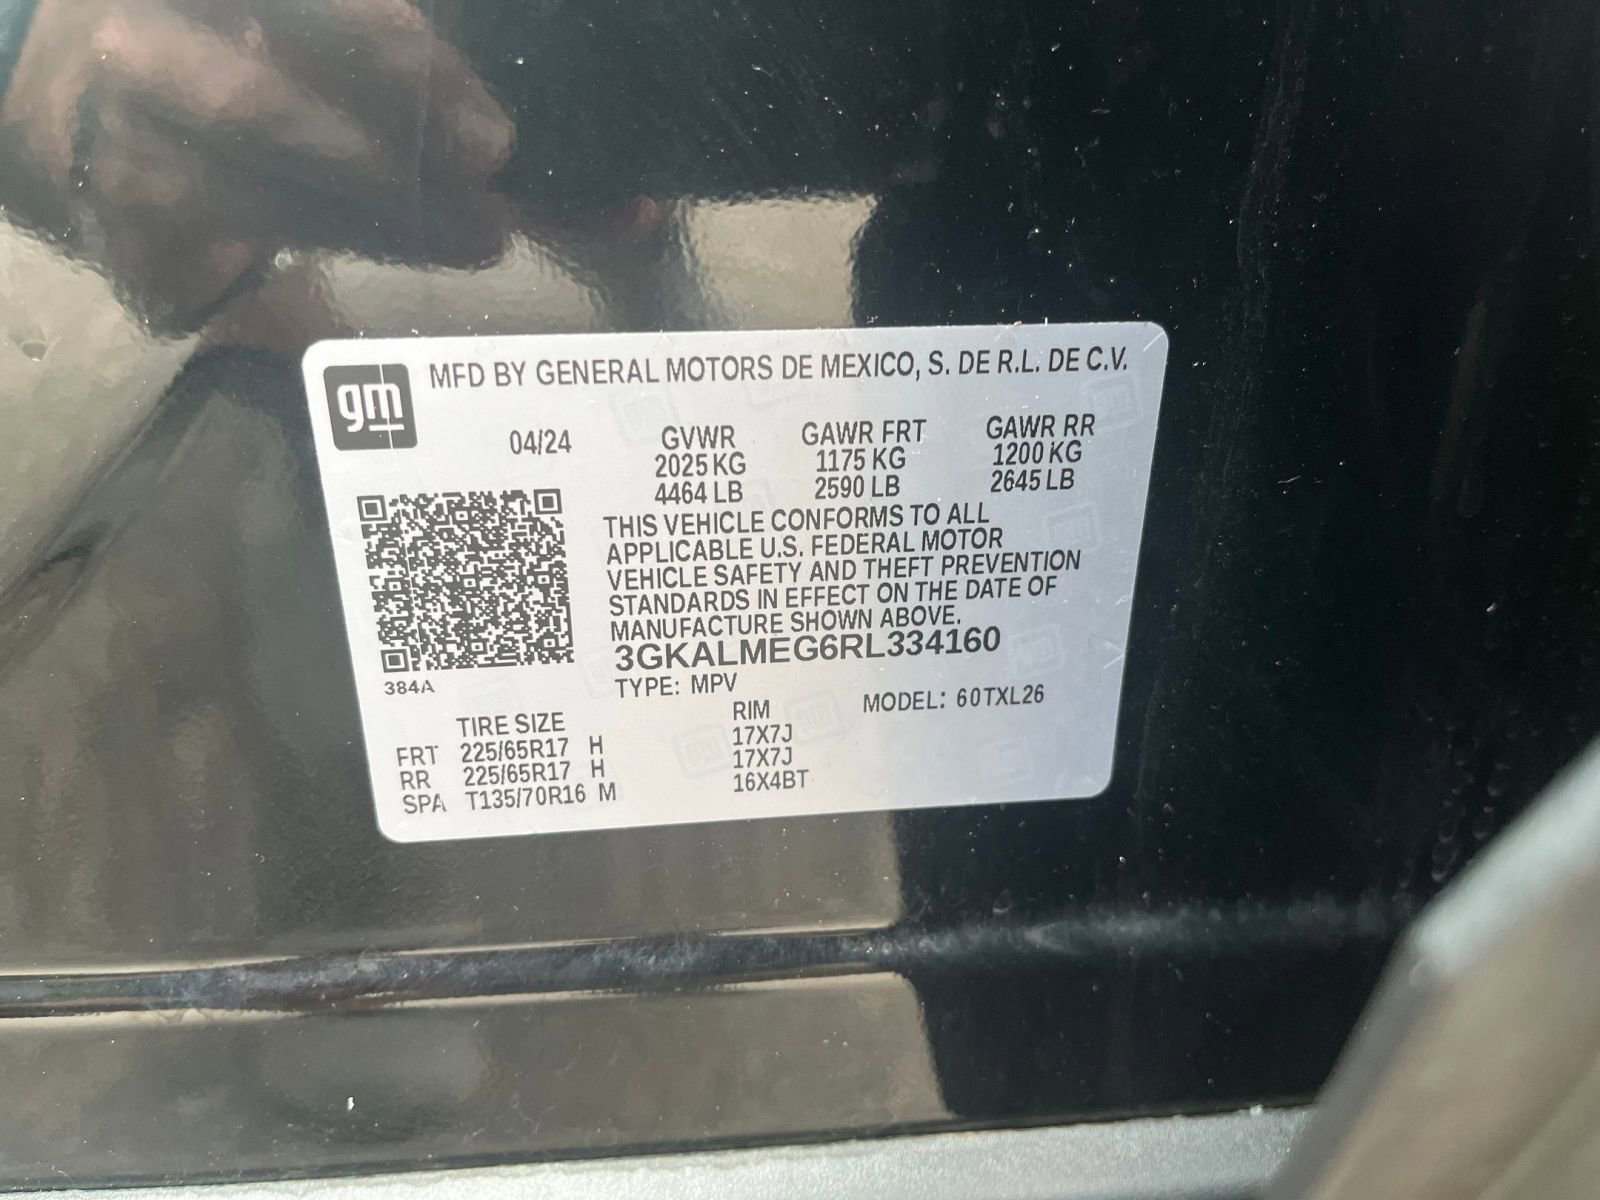 gm
MFD BY GENERAL MOTORS DE MEXICO, S. DE R.L. DE C.V.
04/24 GVWR GAWR FRT GAWR RR
2025 KG 1175 KG 1200 KG
4464 LB 2590 LB 2645 LB
THIS VEHICLE CONFORMS TO ALL
APPLICABLE U.S. FEDERAL MOTOR
VEHICLE SAFETY AND THEFT PREVENTION
STANDARDS IN EFFECT ON THE DATE OF
MANUFACTURE SHOWN ABOVE.
3GKALMEG6RL334160
384A
TYPE: MPV MODEL: 60TXL26
TIRE SIZE RIM
FRT 225/65R17 H 17X7J
RR 225/65R17 H 17X7J
SPA T135/70R16 M 16X4BT